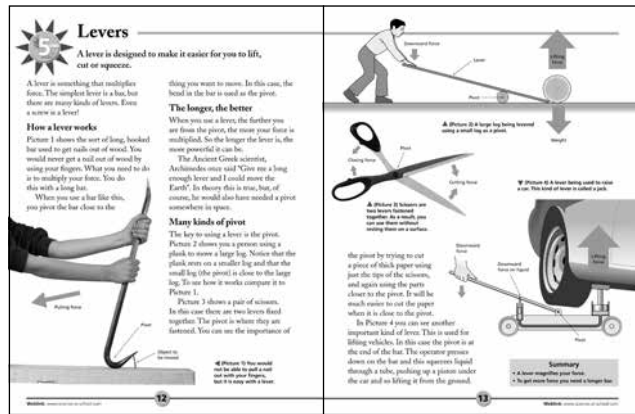 5
Levers
A lever is designed to make it easier for you to lift,
cut or squeeze.
A lever is something that multiplies
force. The simplest lever is a bar, but
there are many kinds of levers. Even
a screw is a lever!
How a lever works
Picture 1 shows the sort of long, hooked
bar used to get nails out of wood. You
would never get a nail out of wood by
using your fingers. What you need to do
is to multiply your force. You do
this with a long bar.
When you use a bar like this,
you pivot the bar close to the
thing you want to move. In this case, the
bend in the bar is used as the pivot.
The longer, the better
When you use a lever, the further you
are from the pivot, the more your force is
multiplied. So the longer the lever is, the
more powerful it can be.
The Ancient Greek scientist,
Archimedes once said "Give me a long
enough lever and I could move the
Earth". In theory this is true, but, of
course, he would also have needed a pivot
somewhere in space.
Many kinds of pivot
The key to using a lever is the pivot.
Picture 2 shows you a person using a
plank to move a large log. Notice that the
plank rests on a smaller log and that the
small log (the pivot) is close to the large
log. To see how it works compare it to
Picture 1.
Picture 3 shows a pair of scissors.
In this case there are two levers fixed
together. The pivot is where they are
fastened. You can see the importance of
Pulling force
Pivot
Object to
be moved
◀ (Picture 1) You would
not be able to pull a nail
out with your fingers,
but it is easy with a lever.
Weblink: www.science-at-school.com
12
Downward force
Lever
Pivot
Lifting
force
Weight
▲ (Picture 2) A large log being levered
using a small log as a pivot.
Pivot
Closing force
Cutting force
▲ (Picture 3) Scissors are
two levers fastened
together. As a result, you
can use them without
resting them on a surface.
▼ (Picture 4) A lever being used to raise
a car. This kind of lever is called a jack.
the pivot by trying to cut
a piece of thick paper using
just the tips of the scissors,
and again using the parts
closer to the pivot. It will be
much easier to cut the paper
when it is close to the pivot.
In Picture 4 you can see another
important kind of lever. This is used for
lifting vehicles. In this case the pivot is at
the end of the bar. The operator presses
down on the bar and this squeezes liquid
through a tube, pushing up a piston under
the car and so lifting it from the ground.
Downward
force
Downward
force on liquid
Lifting
force
Pivot
Summary
• A lever magnifies your force.
• To get more force you need a longer bar.
13
Weblink: www.science-at-school.com